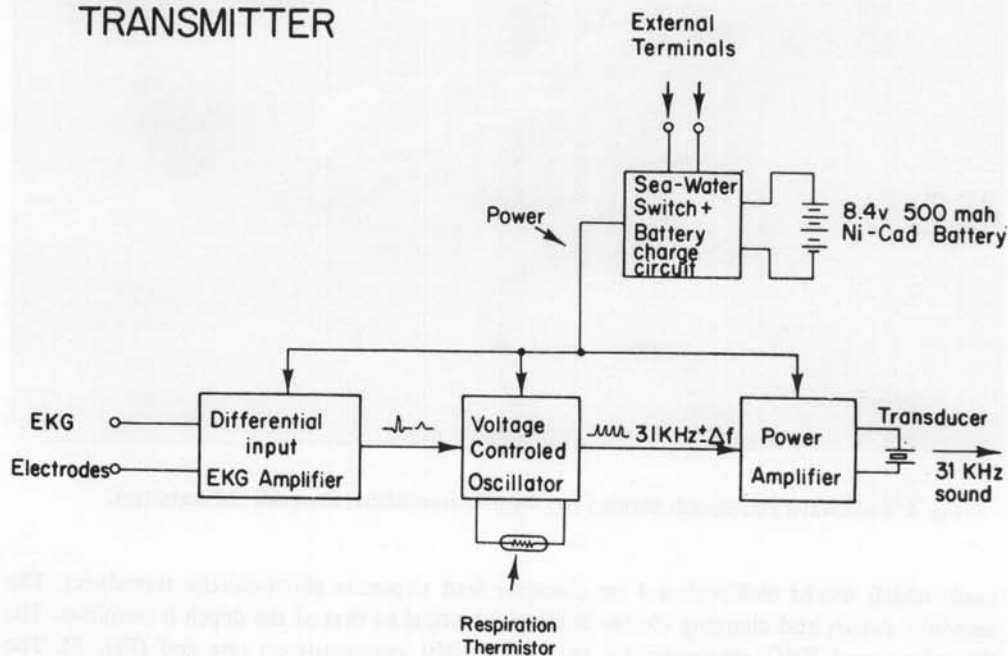 TRANSMITTER
External
Terminals
Sea-Water
Switch +
Battery
charge
circuit
Power
8.4v 500 mah
Ni-Cad Battery
EKG
Electrodes
Differential
input
EKG Amplifier
Voltage
Controled
Oscillator
31KHz±Δf
Power
Amplifier
Transducer
31 KHz
sound
Respiration
Thermistor